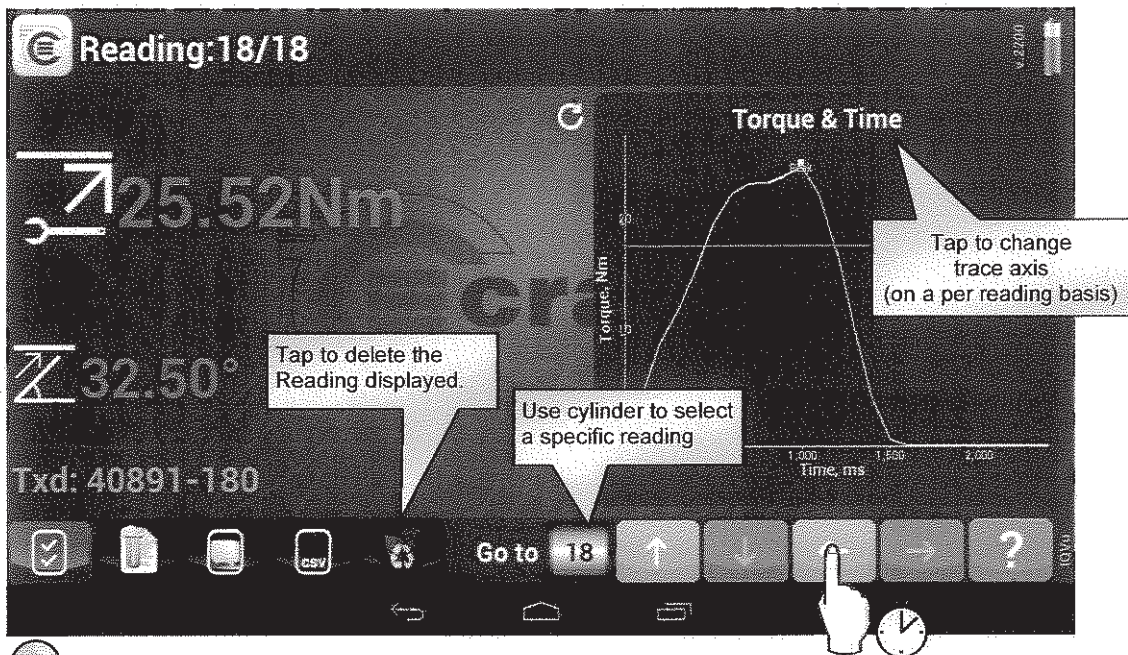 Reading:18/18
v.2200
Torque & Time
25.52Nm
Tap to change
trace axis
(on a per reading basis)
Torque, Nm
cra
Tap to delete the
Reading displayed.
32.50°
Use cylinder to select
a specific reading
1,000 1,500 2,000
Time, ms
Txd: 40891-180
csv
Go to 18
?